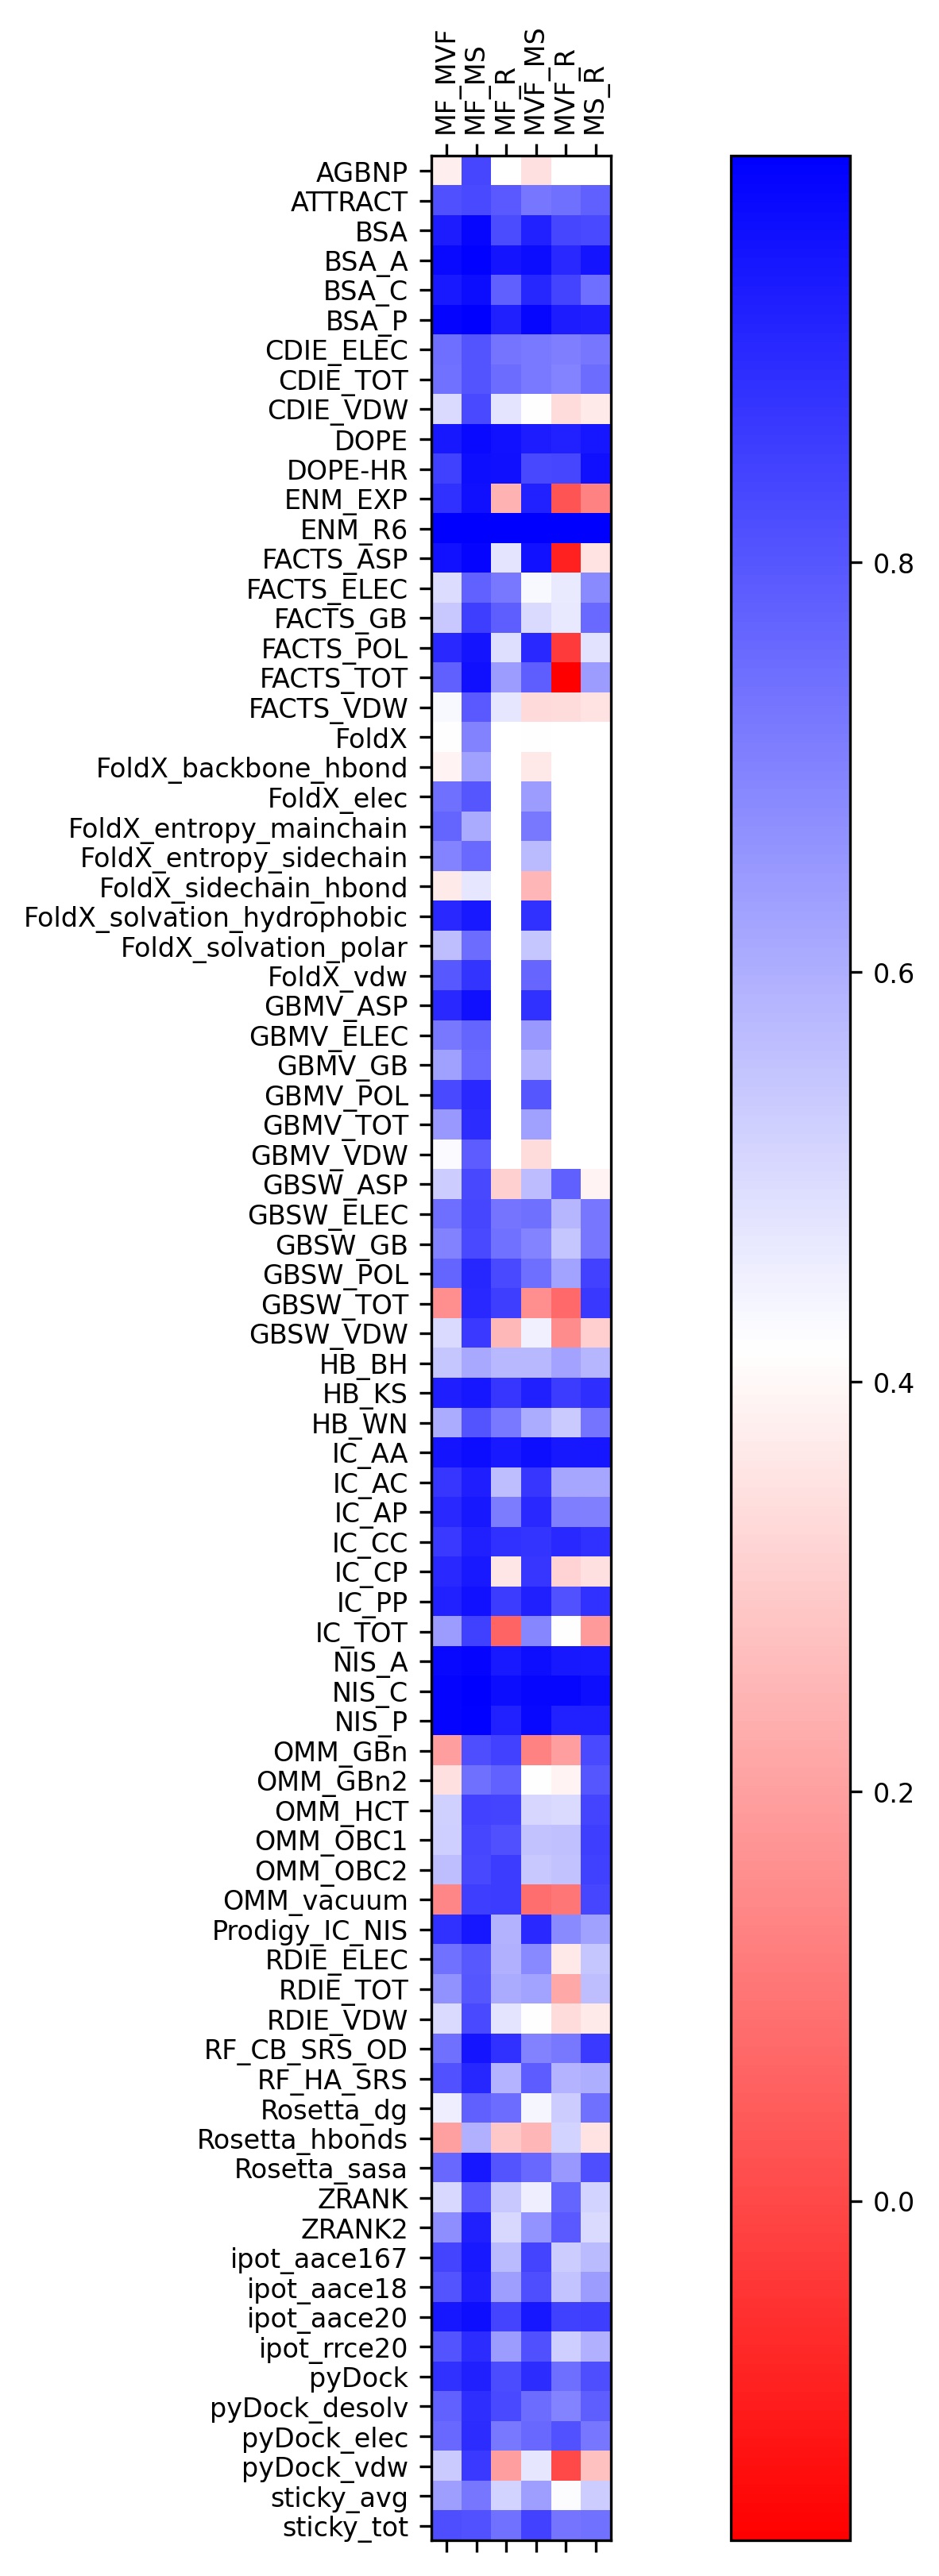 MF_MVF
MF_MS
MF_R
MVF_MS
MVF_R
MS_R
AGBNP
ATTRACT
BSA
BSA_A
BSA_C
BSA_P
CDIE_ELEC
CDIE_TOT
CDIE_VDW
DOPE
DOPE-HR
ENM_EXP
ENM_R6
FACTS_ASP
FACTS_ELEC
FACTS_GB
FACTS_POL
FACTS_TOT
FACTS_VDW
FoldX
FoldX_backbone_hbond
FoldX_elec
FoldX_entropy_mainchain
FoldX_entropy_sidechain
FoldX_sidechain_hbond
FoldX_solvation_hydrophobic
FoldX_solvation_polar
FoldX_vdw
GBMV_ASP
GBMV_ELEC
GBMV_GB
GBMV_POL
GBMV_TOT
GBMV_VDW
GBSW_ASP
GBSW_ELEC
GBSW_GB
GBSW_POL
GBSW_TOT
GBSW_VDW
HB_BH
HB_KS
HB_WN
IC_AA
IC_AC
IC_AP
IC_CC
IC_CP
IC_PP
IC_TOT
NIS_A
NIS_C
NIS_P
OMM_GBn
OMM_GBn2
OMM_HCT
OMM_OBC1
OMM_OBC2
OMM_vacuum
Prodigy_IC_NIS
RDIE_ELEC
RDIE_TOT
RDIE_VDW
RF_CB_SRS_OD
RF_HA_SRS
Rosetta_dg
Rosetta_hbonds
Rosetta_sasa
ZRANK
ZRANK2
ipot_aace167
ipot_aace18
ipot_aace20
ipot_rrce20
pyDock
pyDock_desolv
pyDock_elec
pyDock_vdw
sticky_avg
sticky_tot
0.8
0.6
0.4
0.2
0.0